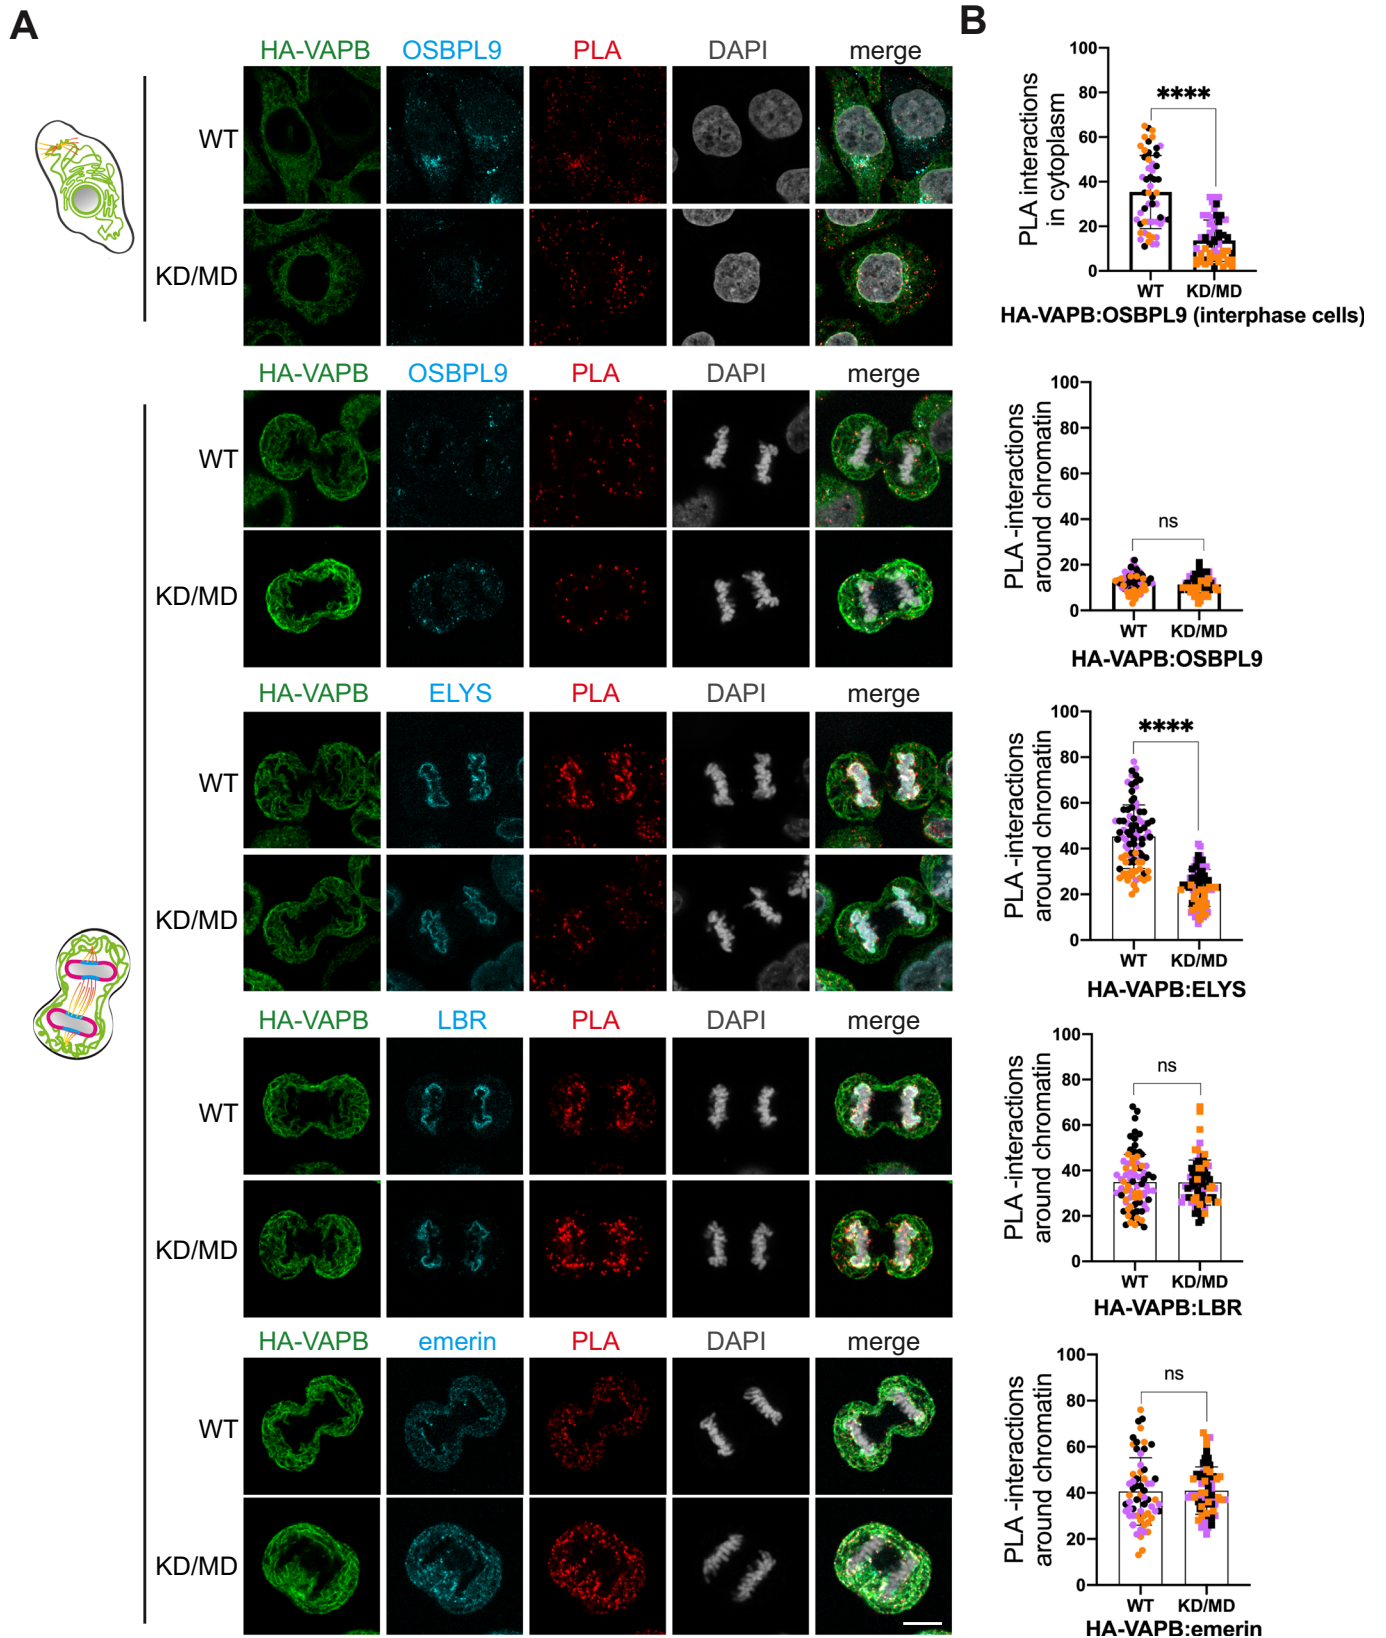 A
B
HA-VAPB OSBPL9 PLA DAPI merge
WT
KD/MD
HA-VAPB OSBPL9 PLA DAPI merge
WT
KD/MD
HA-VAPB ELYS PLA DAPI merge
WT
KD/MD
HA-VAPB LBR PLA DAPI merge
WT
KD/MD
HA-VAPB emerin PLA DAPI merge
WT
KD/MD
PLA interactions
in cytoplasm
100
80
60
40
20
0
****
WT KD/MD
HA-VAPB:OSBPL9 (interphase cells)
PLA -interactions
around chromatin
100
80
60
40
20
0
ns
WT KD/MD
HA-VAPB:OSBPL9
PLA -interactions
around chromatin
100
80
60
40
20
0
****
WT KD/MD
HA-VAPB:ELYS
PLA -interactions
around chromatin
100
80
60
40
20
0
ns
WT KD/MD
HA-VAPB:LBR
PLA -interactions
around chromatin
100
80
60
40
20
0
ns
WT KD/MD
HA-VAPB:emerin